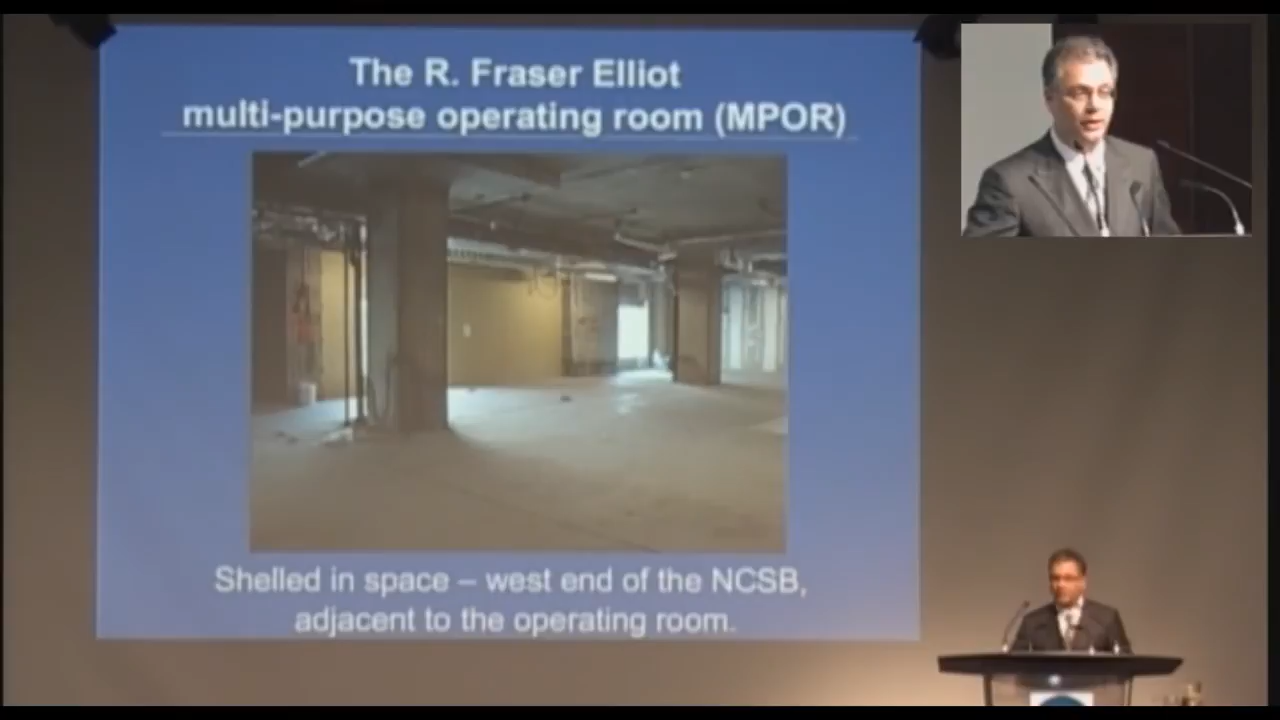 The R. Fraser Elliot
multi-purpose operating room (MPOR)
Shelled in space – west end of the NCSB,
adjacent to the operating room.